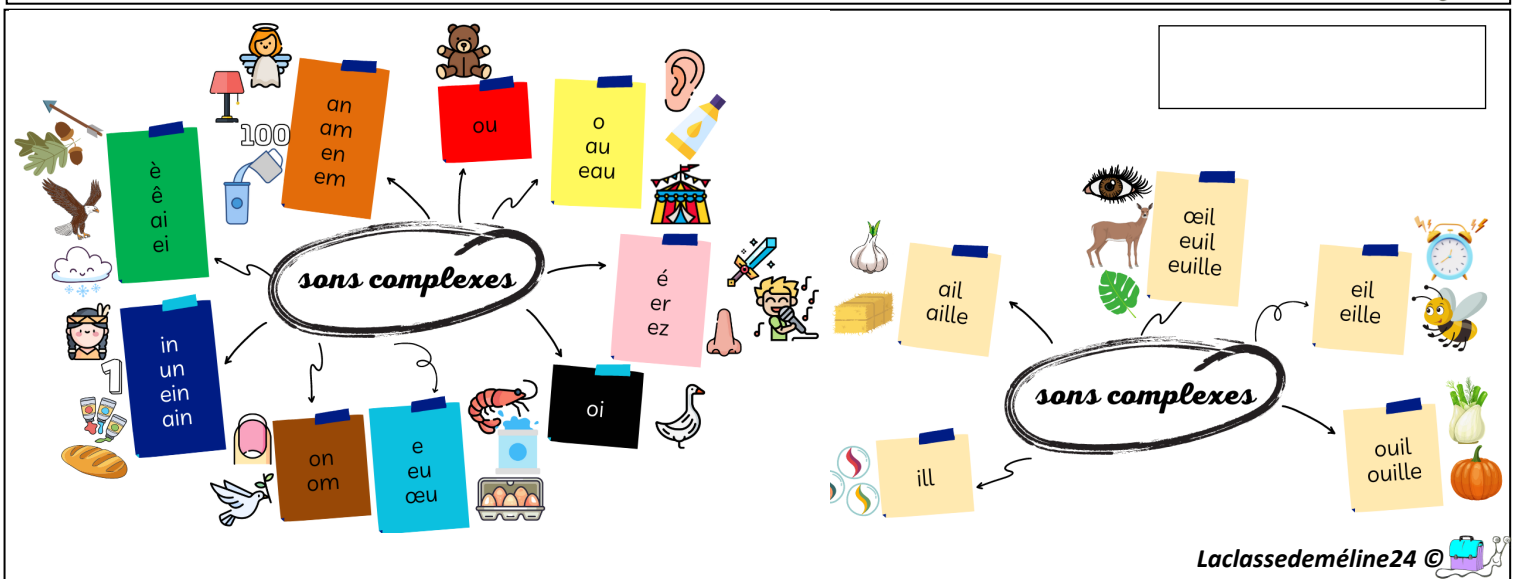 an
am
en
em
100
ou
o
au
eau
è
ê
ai
ei
sons complexes
é
er
ez
in
un
ein
ain
1
on
om
e
eu
œu
oi
œil
euil
euille
ail
aille
eil
eille
sons complexes
ill
ouil
ouille
Laclassedeméline24 ©